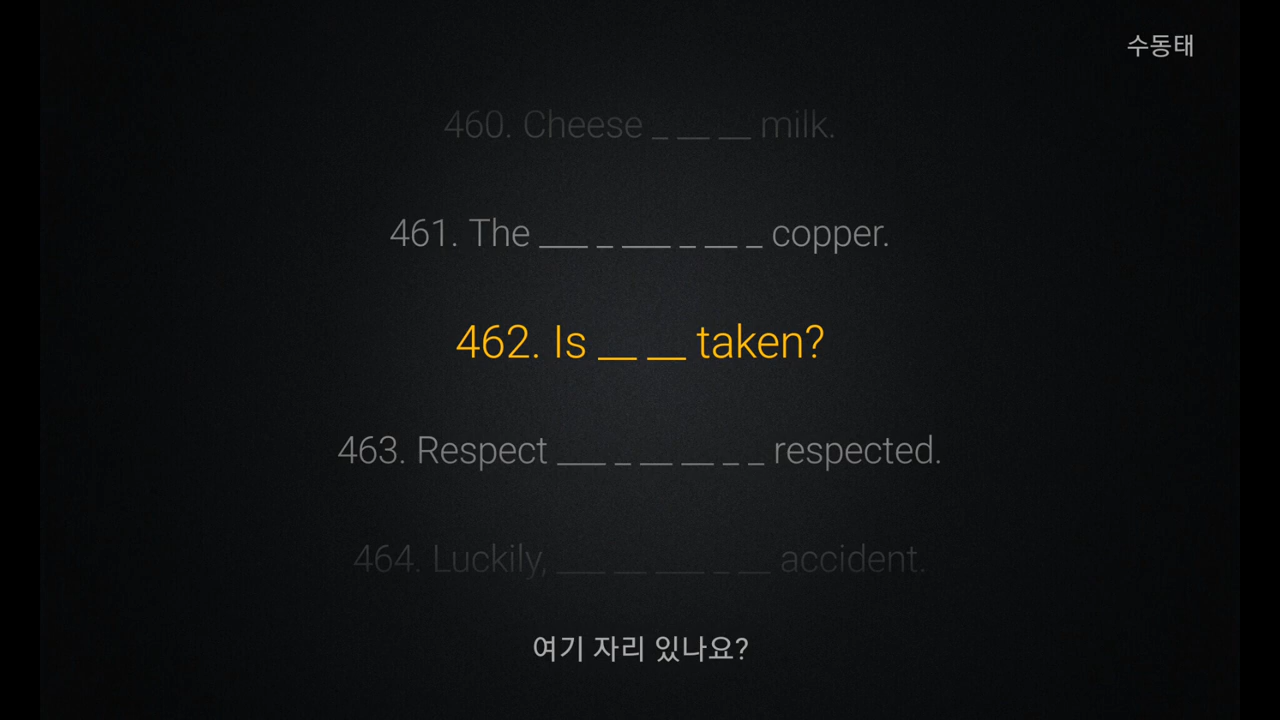 수동태
460. Cheese _ __ __ milk.
461. The ___ _ ___ _ __ _ copper.
462. Is __ __ taken?
463. Respect ___ _ __ __ _ _ respected.
464. Luckily, ___ __ ___ _ __ accident.
여기 자리 있나요?